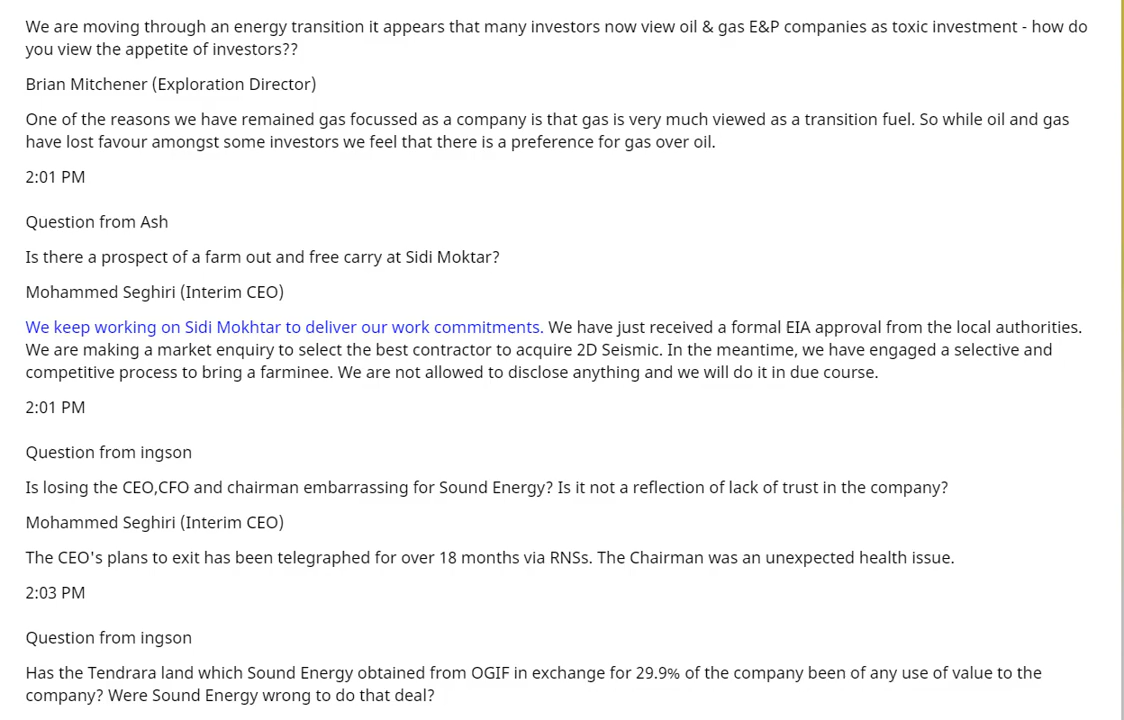 We are moving through an energy transition it appears that many investors now view oil & gas E&P companies as toxic investment - how do
you view the appetite of investors??
Brian Mitchener (Exploration Director)
One of the reasons we have remained gas focussed as a company is that gas is very much viewed as a transition fuel. So while oil and gas
have lost favour amongst some investors we feel that there is a preference for gas over oil.
2:01 PM
Question from Ash
Is there a prospect of a farm out and free carry at Sidi Moktar?
Mohammed Seghiri (Interim CEO)
We keep working on Sidi Mokhtar to deliver our work commitments. We have just received a formal EIA approval from the local authorities.
We are making a market enquiry to select the best contractor to acquire 2D Seismic. In the meantime, we have engaged a selective and
competitive process to bring a farminee. We are not allowed to disclose anything and we will do it in due course.
2:01 PM
Question from ingson
Is losing the CEO,CFO and chairman embarrassing for Sound Energy? Is it not a reflection of lack of trust in the company?
Mohammed Seghiri (Interim CEO)
The CEO's plans to exit has been telegraphed for over 18 months via RNSs. The Chairman was an unexpected health issue.
2:03 PM
Question from ingson
Has the Tendrara land which Sound Energy obtained from OGIF in exchange for 29.9% of the company been of any use of value to the
company? Were Sound Energy wrong to do that deal?